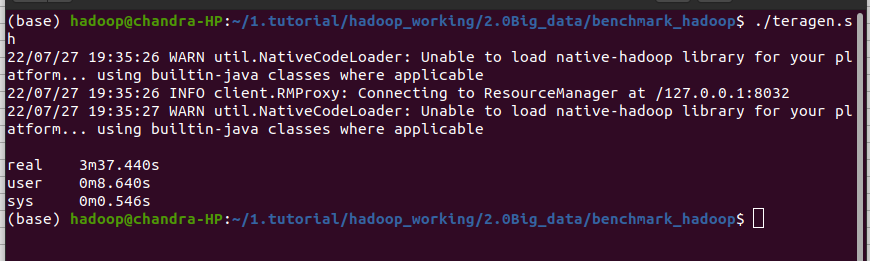 (base) hadoop@chandra-HP:~/1.tutorial/hadoop_working/2.0Big_data/benchmark_hadoop$ ./teragen.s
h
22/07/27 19:35:26 WARN util.NativeCodeLoader: Unable to load native-hadoop library for your pl
atform... using builtin-java classes where applicable
22/07/27 19:35:26 INFO client.RMProxy: Connecting to ResourceManager at /127.0.0.1:8032
22/07/27 19:35:27 WARN util.NativeCodeLoader: Unable to load native-hadoop library for your pl
atform... using builtin-java classes where applicable
real 3m37.440s
user 0m8.640s
sys 0m0.546s
(base) hadoop@chandra-HP:~/1.tutorial/hadoop_working/2.0Big_data/benchmark_hadoop$